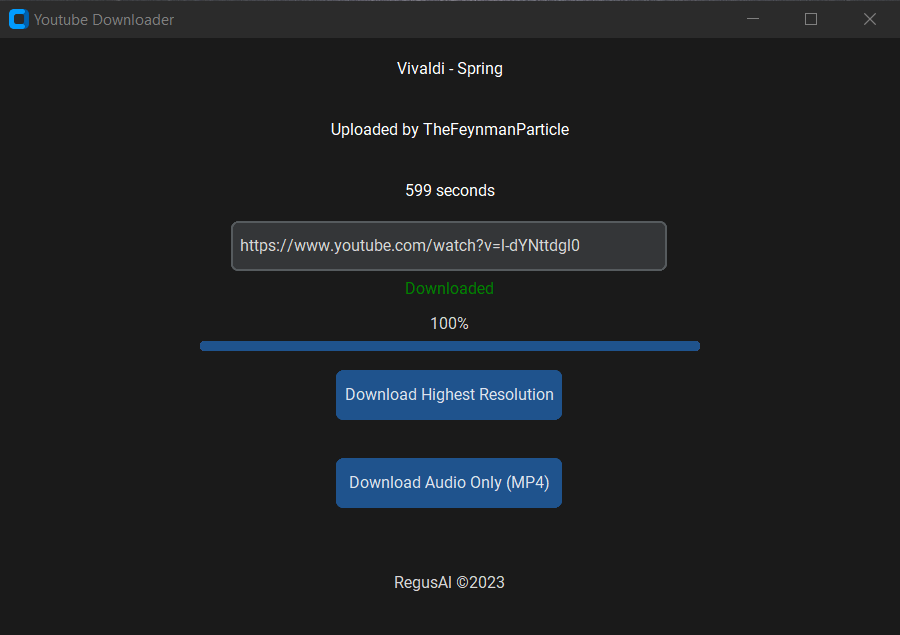 Youtube Downloader
Vivaldi - Spring
Uploaded by TheFeynmanParticle
599 seconds
https://www.youtube.com/watch?v=l-dYNttdgl0
Downloaded
100%
Download Highest Resolution
Download Audio Only (MP4)
RegusAI ©2023